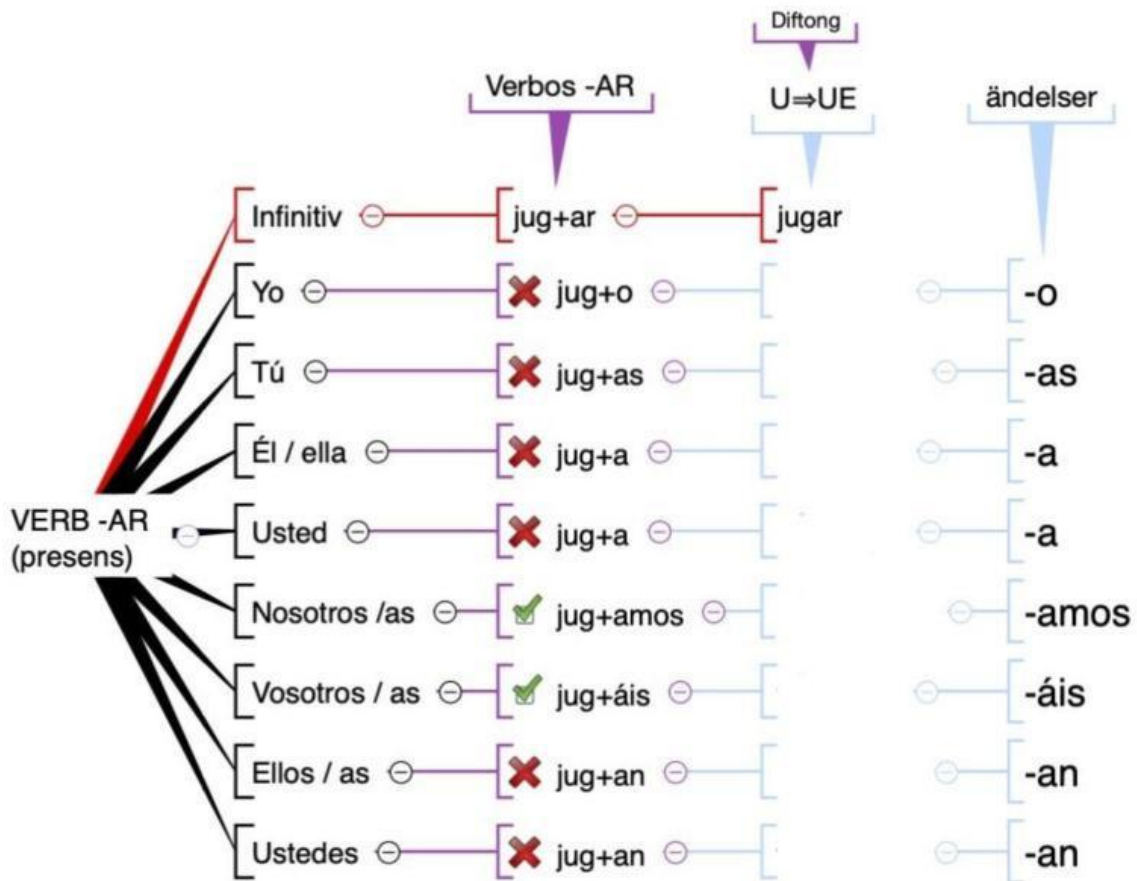 Diftong
Verbos -AR
U⇒UE
ändelser
Infinitiv jug+ar jugar
Yo jug+o -o
Tú jug+as -as
Él / ella jug+a -a
VERB -AR
(presens)
Usted jug+a -a
Nosotros /as jug+amos -amos
Vosotros / as jug+áis -áis
Ellos / as jug+an -an
Ustedes jug+an -an